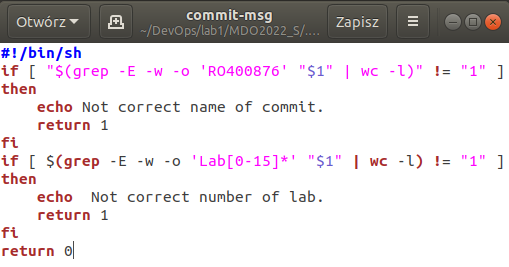 Otwórz
commit-msg
~/DevOps/lab1/MDO2022_S/....
Zapisz
#!/bin/sh
if [ "$(grep -E -w -o 'RO400876' "$1" | wc -l)" != "1" ]
then
    echo Not correct name of commit.
    return 1
fi
if [ $(grep -E -w -o 'Lab[0-15]*' "$1" | wc -l) != "1" ]
then
    echo  Not correct number of lab.
    return 1
fi
return 0